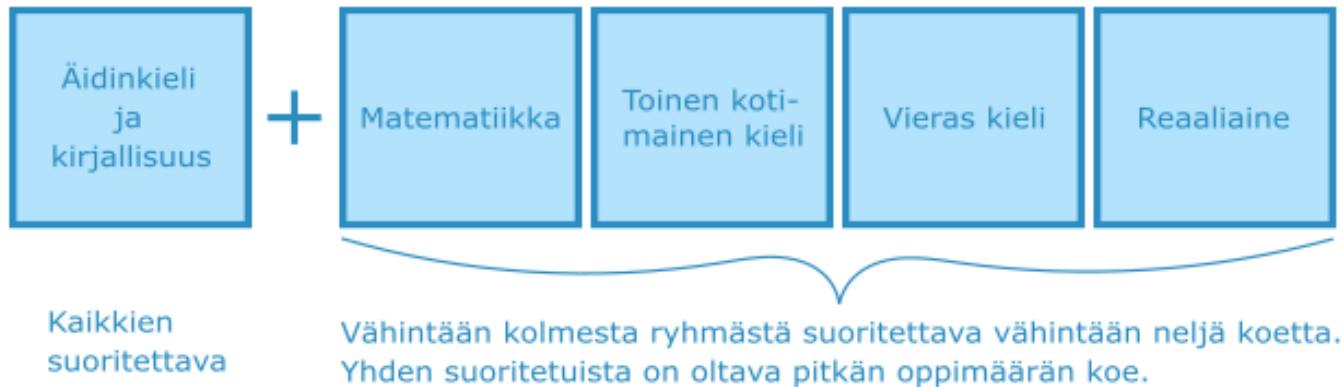 Äidinkieli
ja
kirjallisuus
+
Matematiikka
Toinen koti-
mainen kieli
Vieras kieli
Reaaliaine
Kaikkien
suoritettava
Vähintään kolmesta ryhmästä suoritettava vähintään neljä koetta.
Yhden suoritetuista on oltava pitkän oppimäärän koe.